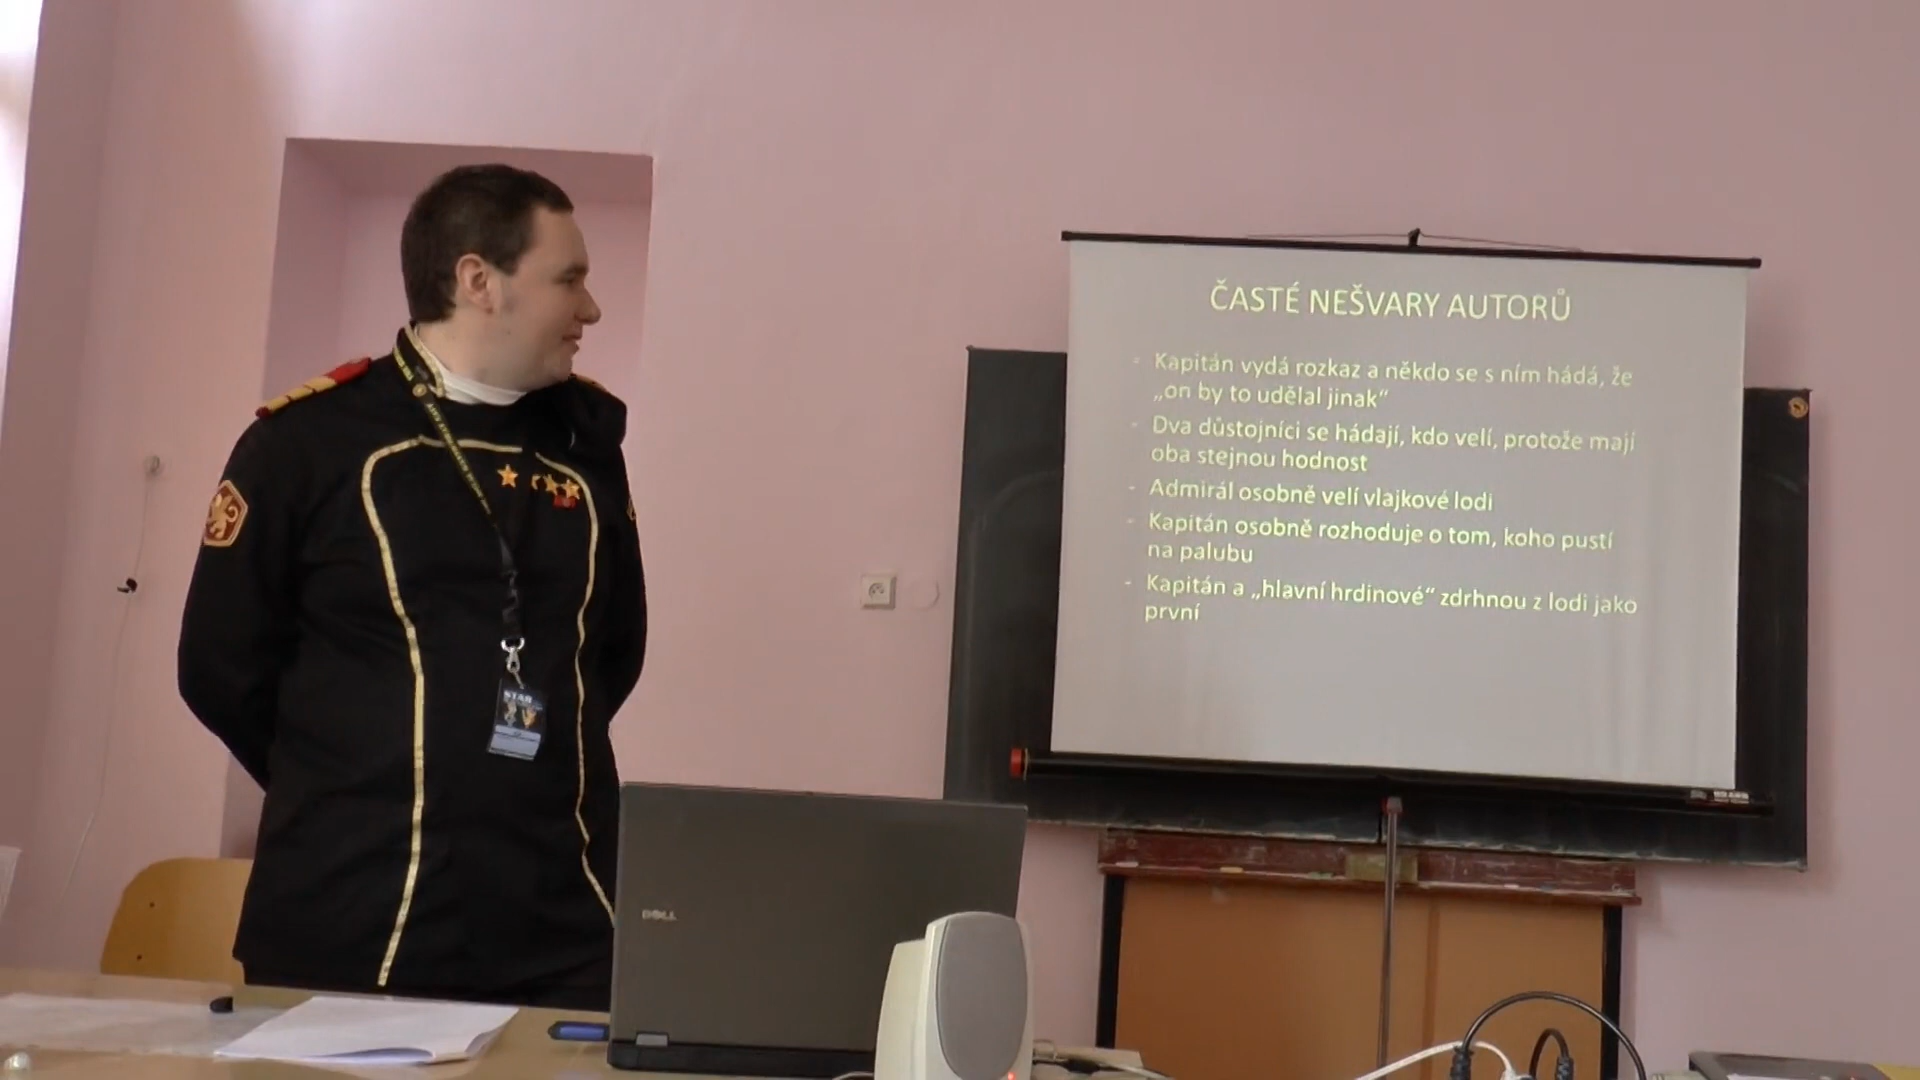 ČASTÉ NEŠVARY AUTORŮ
- Kapitán vydá rozkaz a někdo se s ním hádá, že
„on by to udělal jinak“
- Dva důstojníci se hádají, kdo velí, protože mají
oba stejnou hodnost
- Admirál osobně velí vlajkové lodi
- Kapitán osobně rozhoduje o tom, koho pustí
na palubu
- Kapitán a „hlavní hrdinové“ zdrhnou z lodi jako
první
STAR
DELL